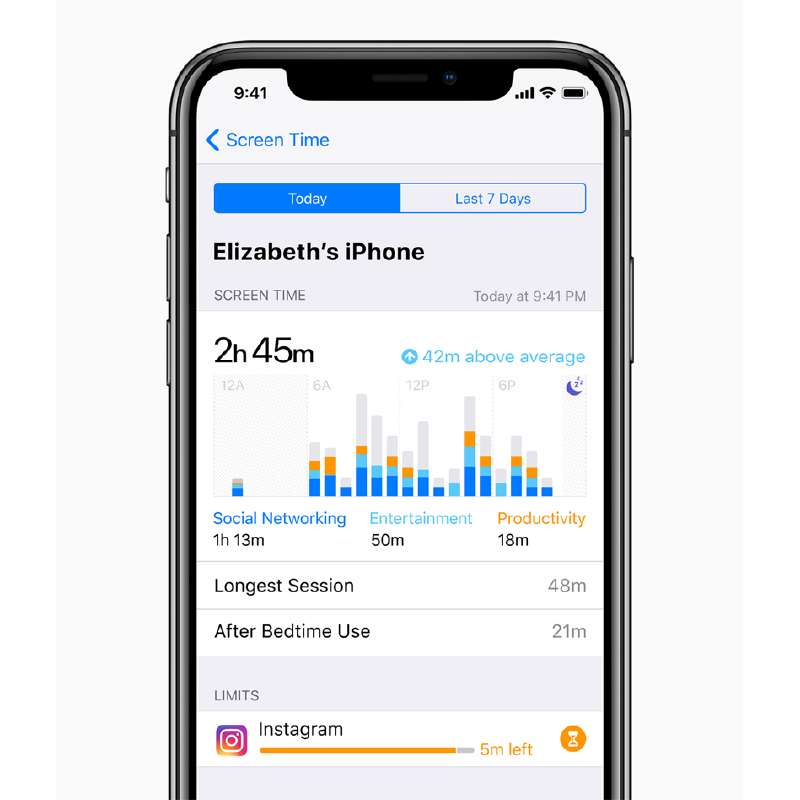 9:41
Screen Time
Today Last 7 Days
Elizabeth’s iPhone
SCREEN TIME Today at 9:41 PM
2h 45m 42m above average
12A 6A 12P 6P
Social Networking Entertainment Productivity
1h 13m 50m 18m
Longest Session 48m
After Bedtime Use 21m
LIMITS
Instagram
5m left